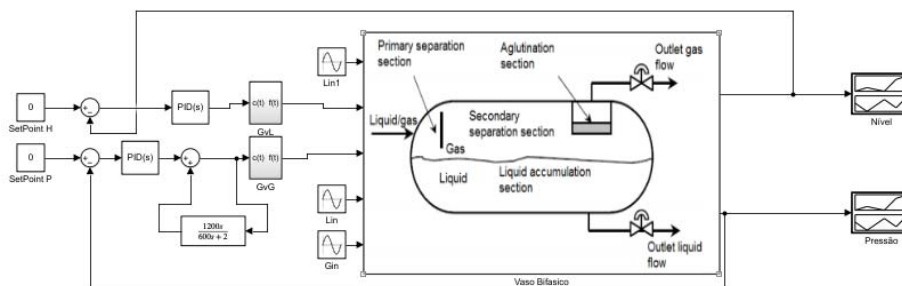 Primary separation
section
Aglutination
section
Outlet gas
flow
Lin1
0
SetPoint H
+
−
PID(s)
c(t) f(t)
GvL
Liquid/gas
Secondary
separation section
Gas
Nível
0
SetPoint P
+
−
PID(s)
+
+
c(t) f(t)
GvG
Liquid
Liquid accumulation
section
1200s
600s + 2
Lin
Gin
Outlet liquid
flow
Pressão
Vaso Bifasico